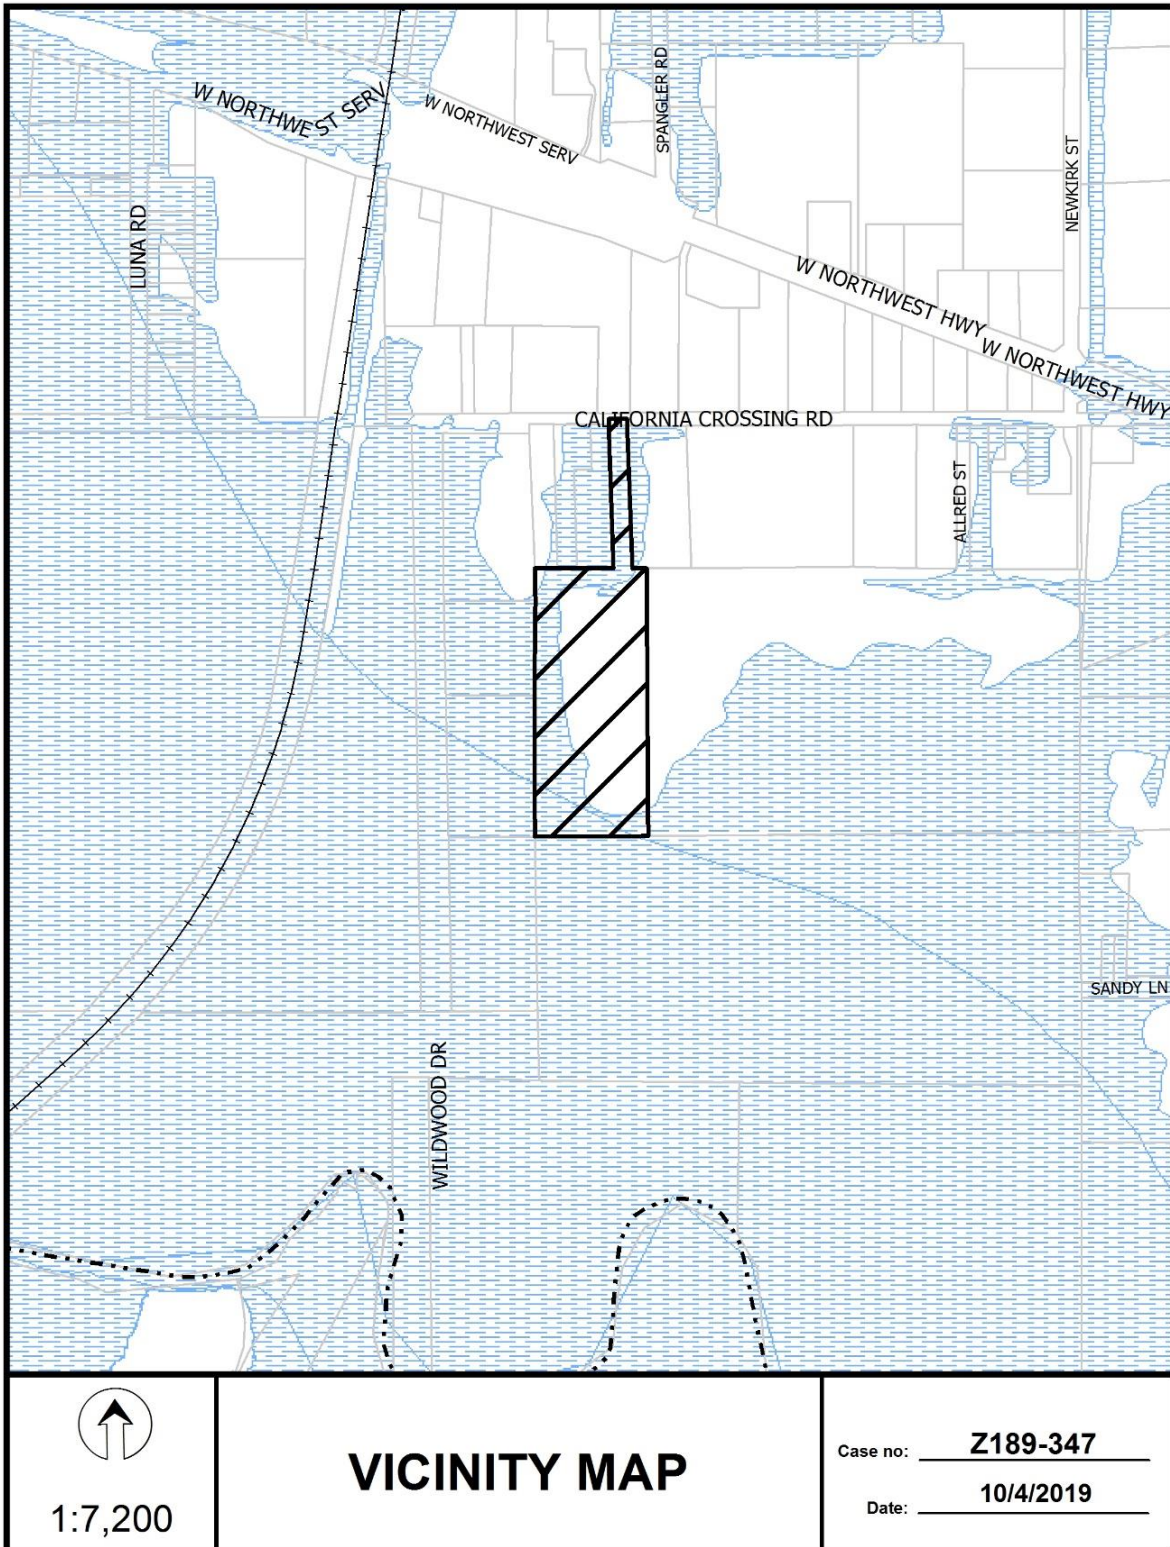 SPANGLER RD
W NORTHWEST SERV
W NORTHWEST SERV
NEWKIRK ST
LUNA RD
W NORTHWEST HWY
W NORTHWEST HWY
CALIFORNIA CROSSING RD
ALLRED ST
SANDY LN
WILDWOOD DR
1:7,200
VICINITY MAP
Case no: Z189-347
Date: 10/4/2019